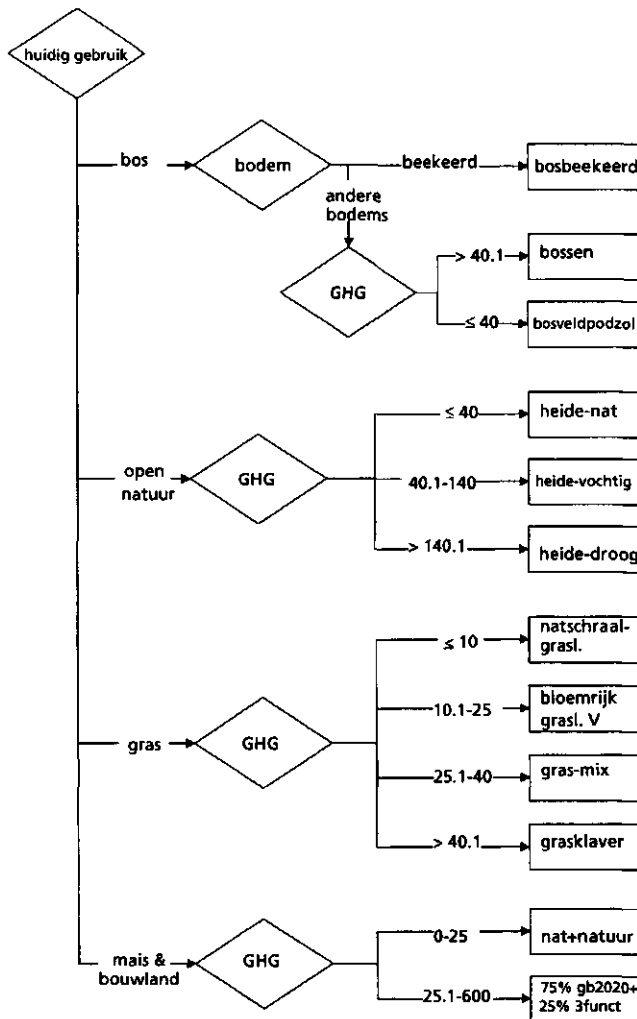 huidig gebruik
bos
bodem
beekeerd
bosbeekeerd
andere
bodems
GHG
> 40.1
bossen
≤ 40
bosveldpodzol
open
natuur
GHG
≤ 40
heide-nat
40.1-140
heide-vochtig
> 140.1
heide-droog
gras
GHG
≤ 10
natschraal-
grasl.
10.1-25
bloemrijk
grasl. V
25.1-40
gras-mix
> 40.1
grasklaver
mais &
bouwland
GHG
0-25
nat+natuur
25.1-600
75% gb2020+
25% 3funct